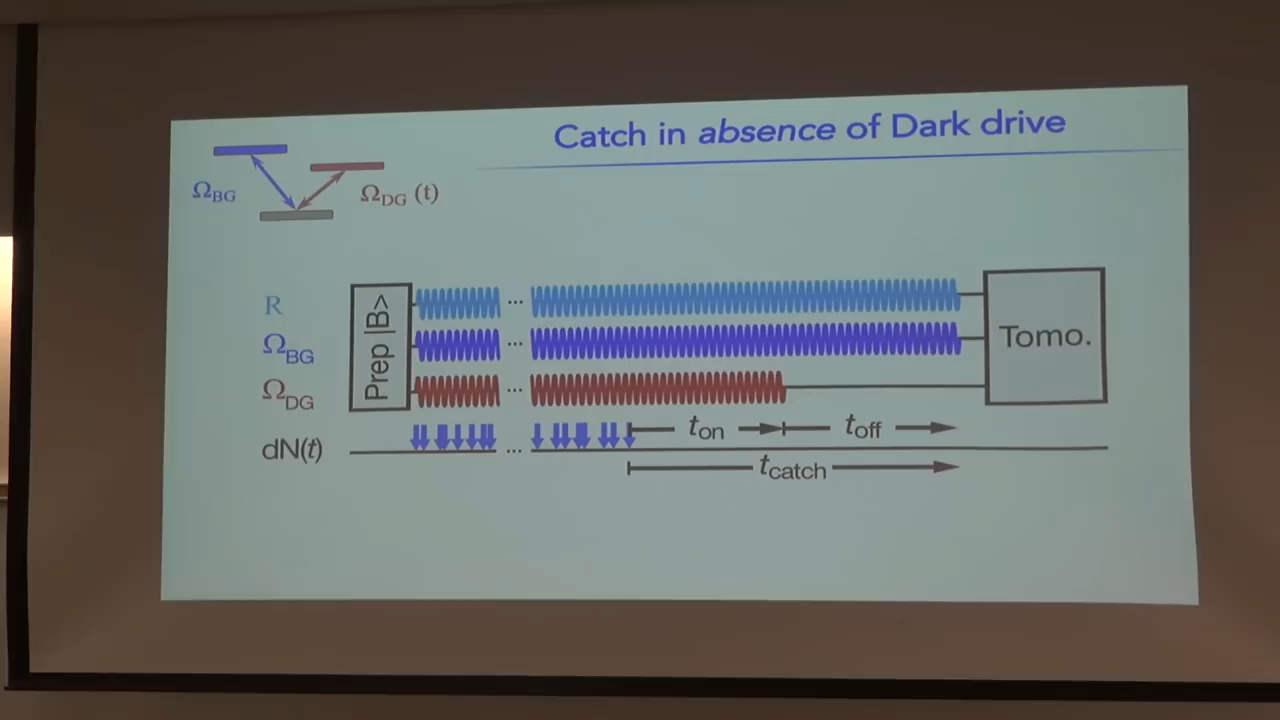 Catch in absence of Dark drive
Ω_BG
Ω_DG (t)
Prep |B>
R
...
Ω_BG
...
Ω_DG
...
Tomo.
dN(t)
...
t_on
t_off
t_catch